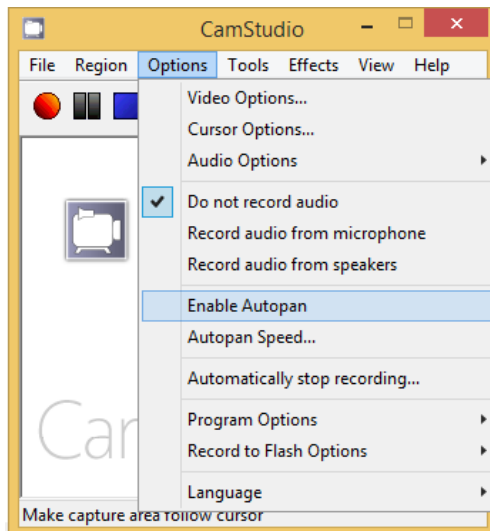 CamStudio
File Region Options Tools Effects View Help
Video Options...
Cursor Options...
Audio Options
Do not record audio
Record audio from microphone
Record audio from speakers
Enable Autopan
Autopan Speed...
Automatically stop recording...
Program Options
Record to Flash Options
Language
Car
Make capture area follow cursor